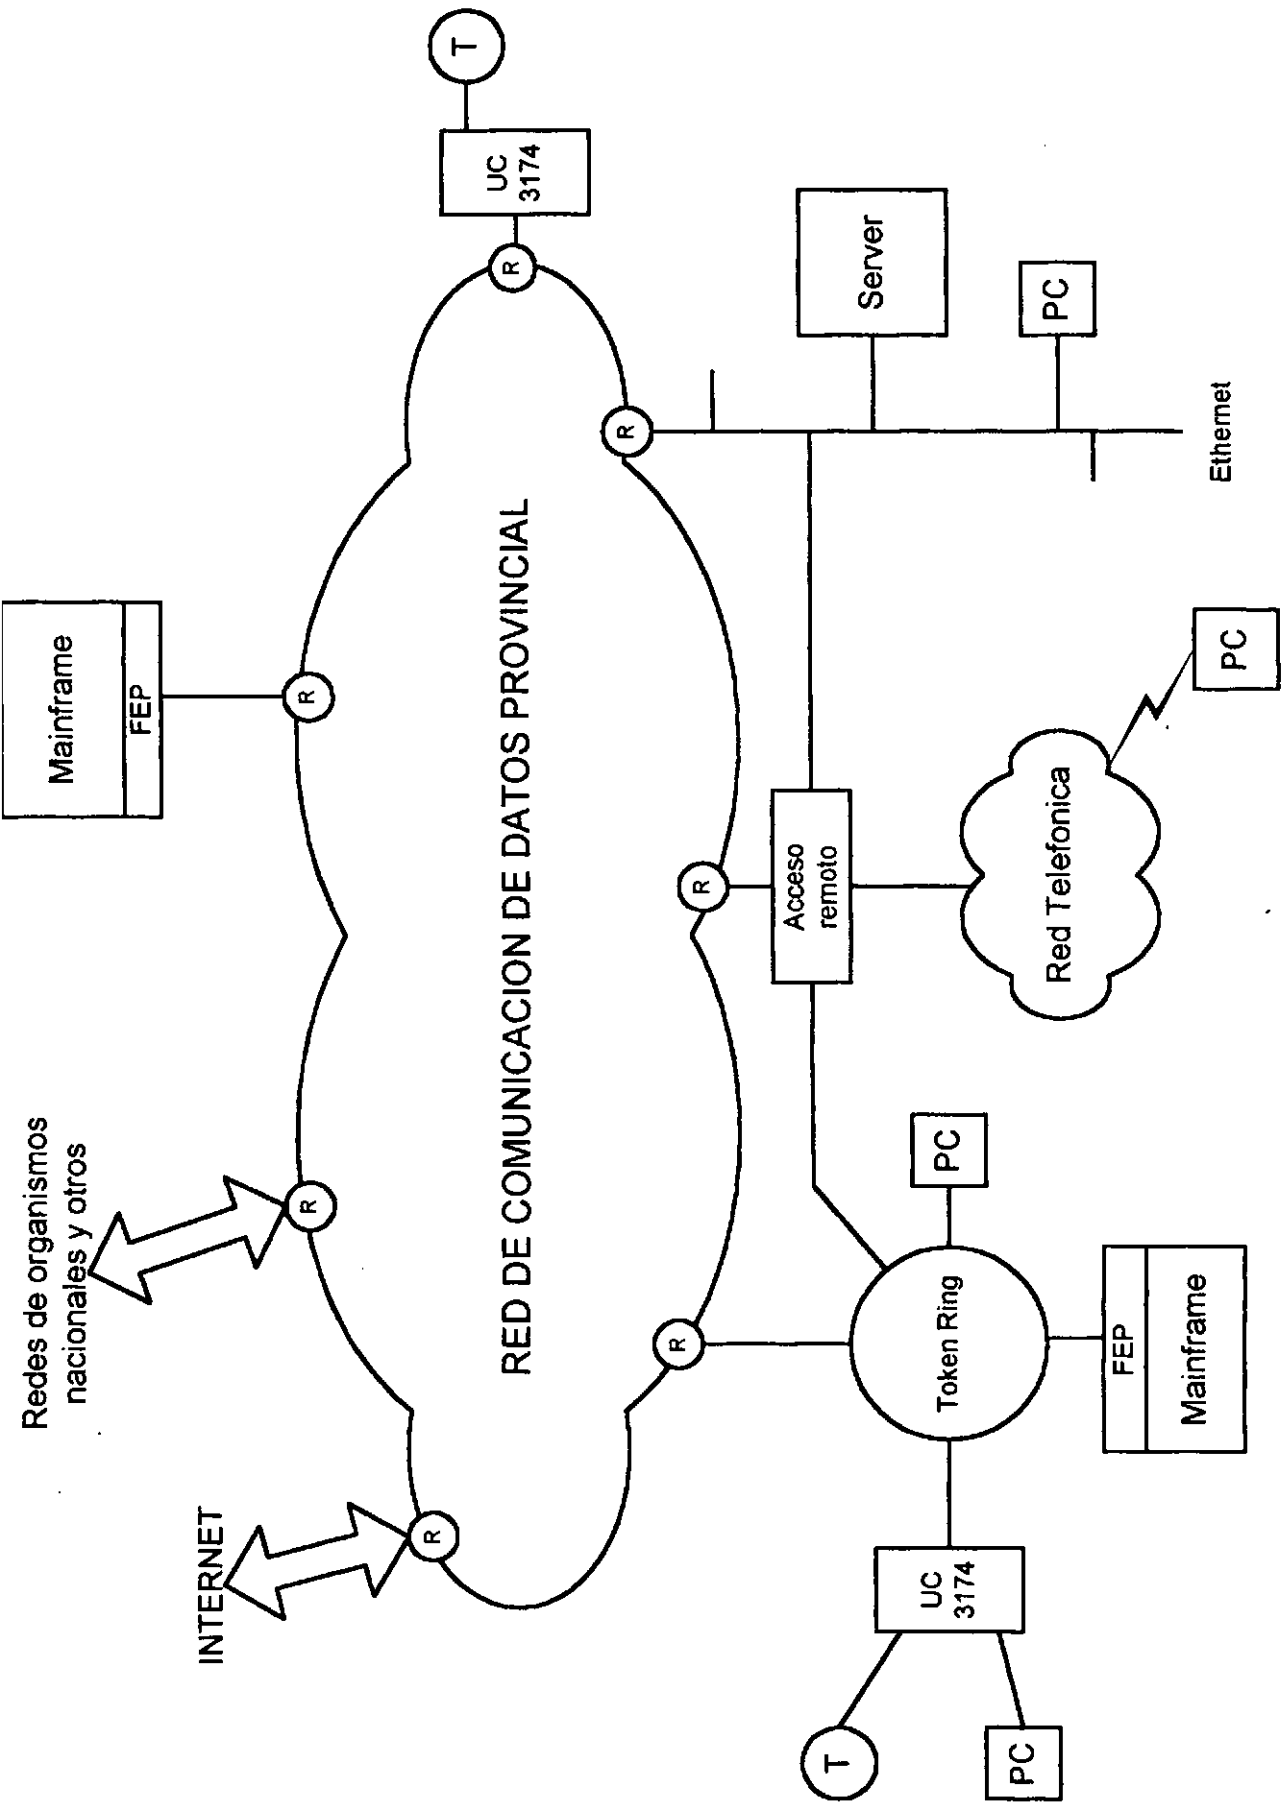 INTERNET
Redes de organismos
nacionales y otros
Mainframe
FEP
R
R
R
R
UC
3174
T
RED DE COMUNICACION DE DATOS PROVINCIAL
R
R
R
Acceso
remoto
Server
PC
Ethernet
Red Telefonica
PC
Token Ring
PC
FEP
Mainframe
UC
3174
T
PC